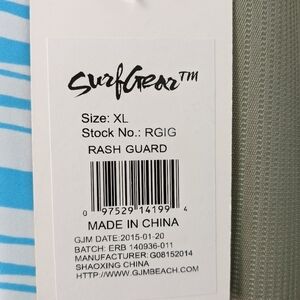 SurfGear™
Size: XL
Stock No.: RGIG
RASH GUARD
0 97529 14199 4
MADE IN CHINA
GJM DATE:2015-01-20
BATCH: ERB 140936-011
MANUFACTURER: G08152014
SHAOXING CHINA
HTTP://WWW.GJMBEACH.COM